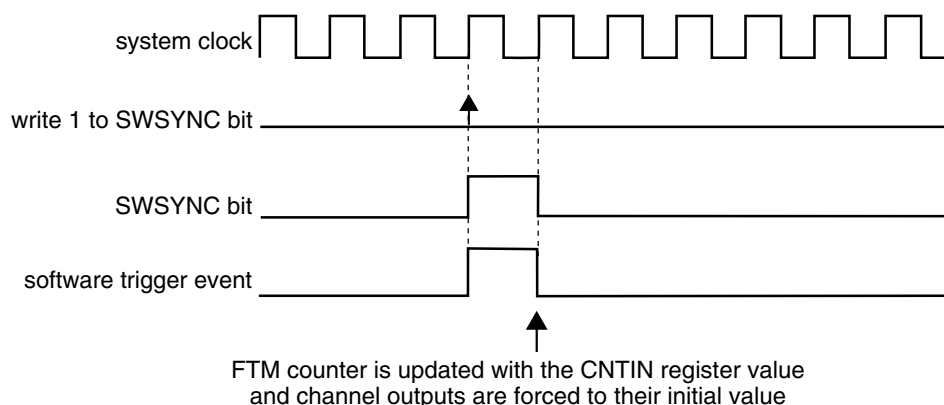 system clock
write 1 to SWSYNC bit
SWSYNC bit
software trigger event
FTM counter is updated with the CNTIN register value
and channel outputs are forced to their initial value